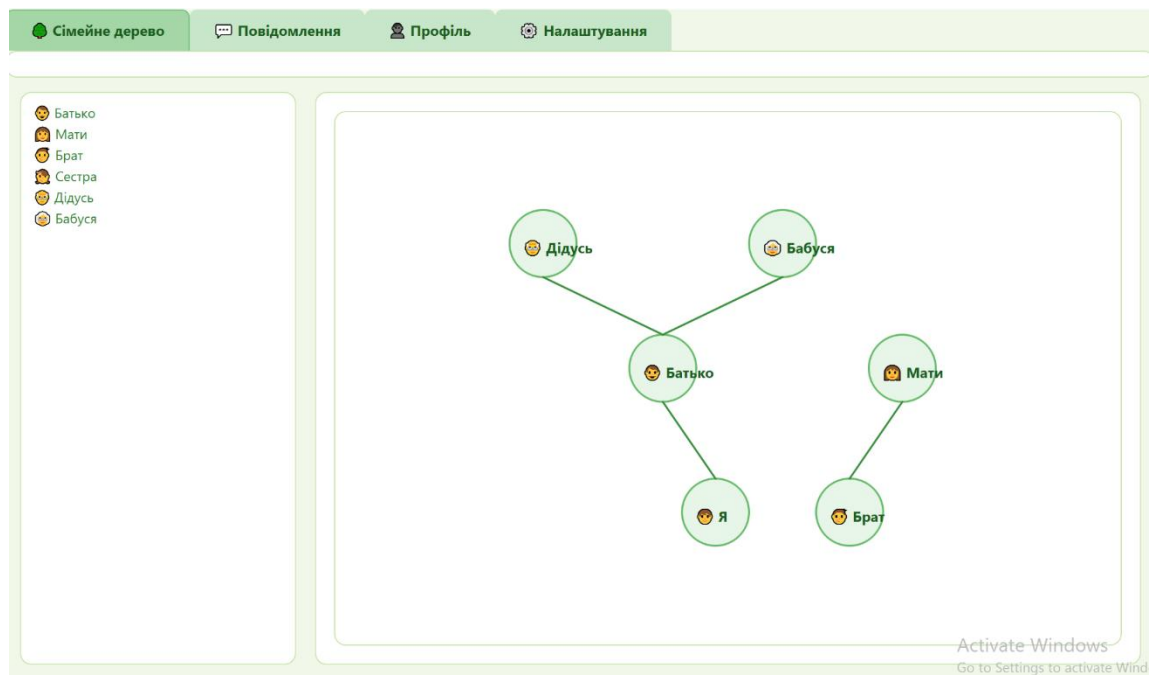 Сімейне дерево
Повідомлення
Профіль
Налаштування
Батько
Мати
Брат
Сестра
Дідусь
Бабуся
Дідусь
Бабуся
Батько
Мати
Я
Брат
Activate Windows
Go to Settings to activate Wind